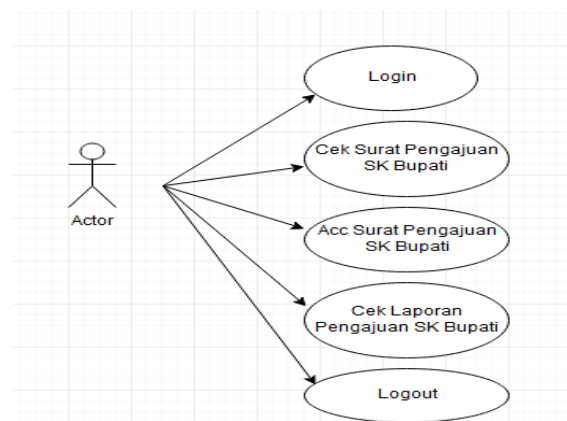 Login
Cek Surat Pengajuan
SK Bupati
Actor
Acc Surat Pengajuan
SK Bupati
Cek Laporan
Pengajuan SK Bupati
Logout